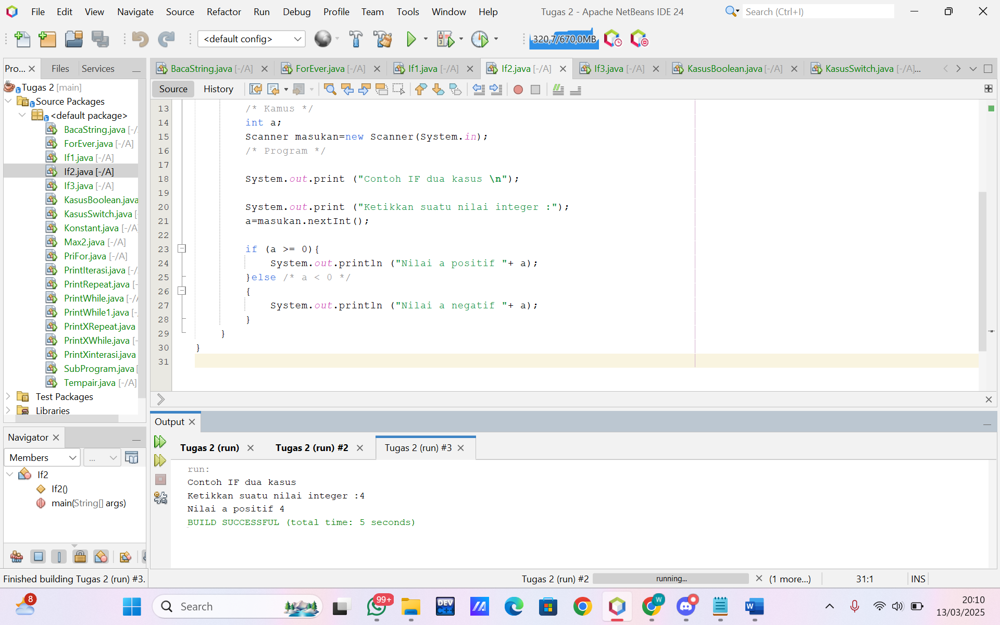 File Edit View Navigate Source Refactor Run Debug Profile Team Tools Window Help Tugas 2 - Apache NetBeans IDE 24 Search (Ctrl+I)
<default config> 320,7/670,0MB
Pro... Files Services
BacaString.java [-/A] ForEver.java [-/A] If1.java [-/A] If2.java [-/A] If3.java [-/A] KasusBoolean.java [-/A] KasusSwitch.java [-/A]...
Source History
Tugas 2 [main]
Source Packages
<default package>
BacaString.java [-/
ForEver.java [-/A]
If1.java [-/A]
If2.java [-/A]
If3.java [-/A]
KasusBoolean.java
KasusSwitch.java [
Konstant.java [-/A
Max2.java [-/A]
PriFor.java [-/A]
PrintIterasi.java [-/
PrintRepeat.java [-
PrintWhile.java [-/
PrintWhile1.java [-
PrintXRepeat.java
PrintXWhile.java [-
PrintXinterasi.java
SubProgram.java [
Tempair.java [-/A]
Test Packages
Libraries
13 /* Kamus */
14 int a;
15 Scanner masukan=new Scanner(System.in);
16 /* Program */
17
18 System.out.print ("Contoh IF dua kasus \n");
19
20 System.out.print ("Ketikkan suatu nilai integer :");
21 a=masukan.nextInt();
22
23 if (a >= 0){
24 System.out.println ("Nilai a positif "+ a);
25 }else /* a < 0 */
26 {
27 System.out.println ("Nilai a negatif "+ a);
28 }
29 }
30 }
31
Navigator
Members ...
If2
If2()
main(String[] args)
Output
Tugas 2 (run) Tugas 2 (run) #2 Tugas 2 (run) #3
run:
Contoh IF dua kasus
Ketikkan suatu nilai integer :4
Nilai a positif 4
BUILD SUCCESSFUL (total time: 5 seconds)
Finished building Tugas 2 (run) #3. Tugas 2 (run) #2 running... (1 more...) 31:1 INS
8 Search 99+ DEV C++ W W 20:10
13/03/2025